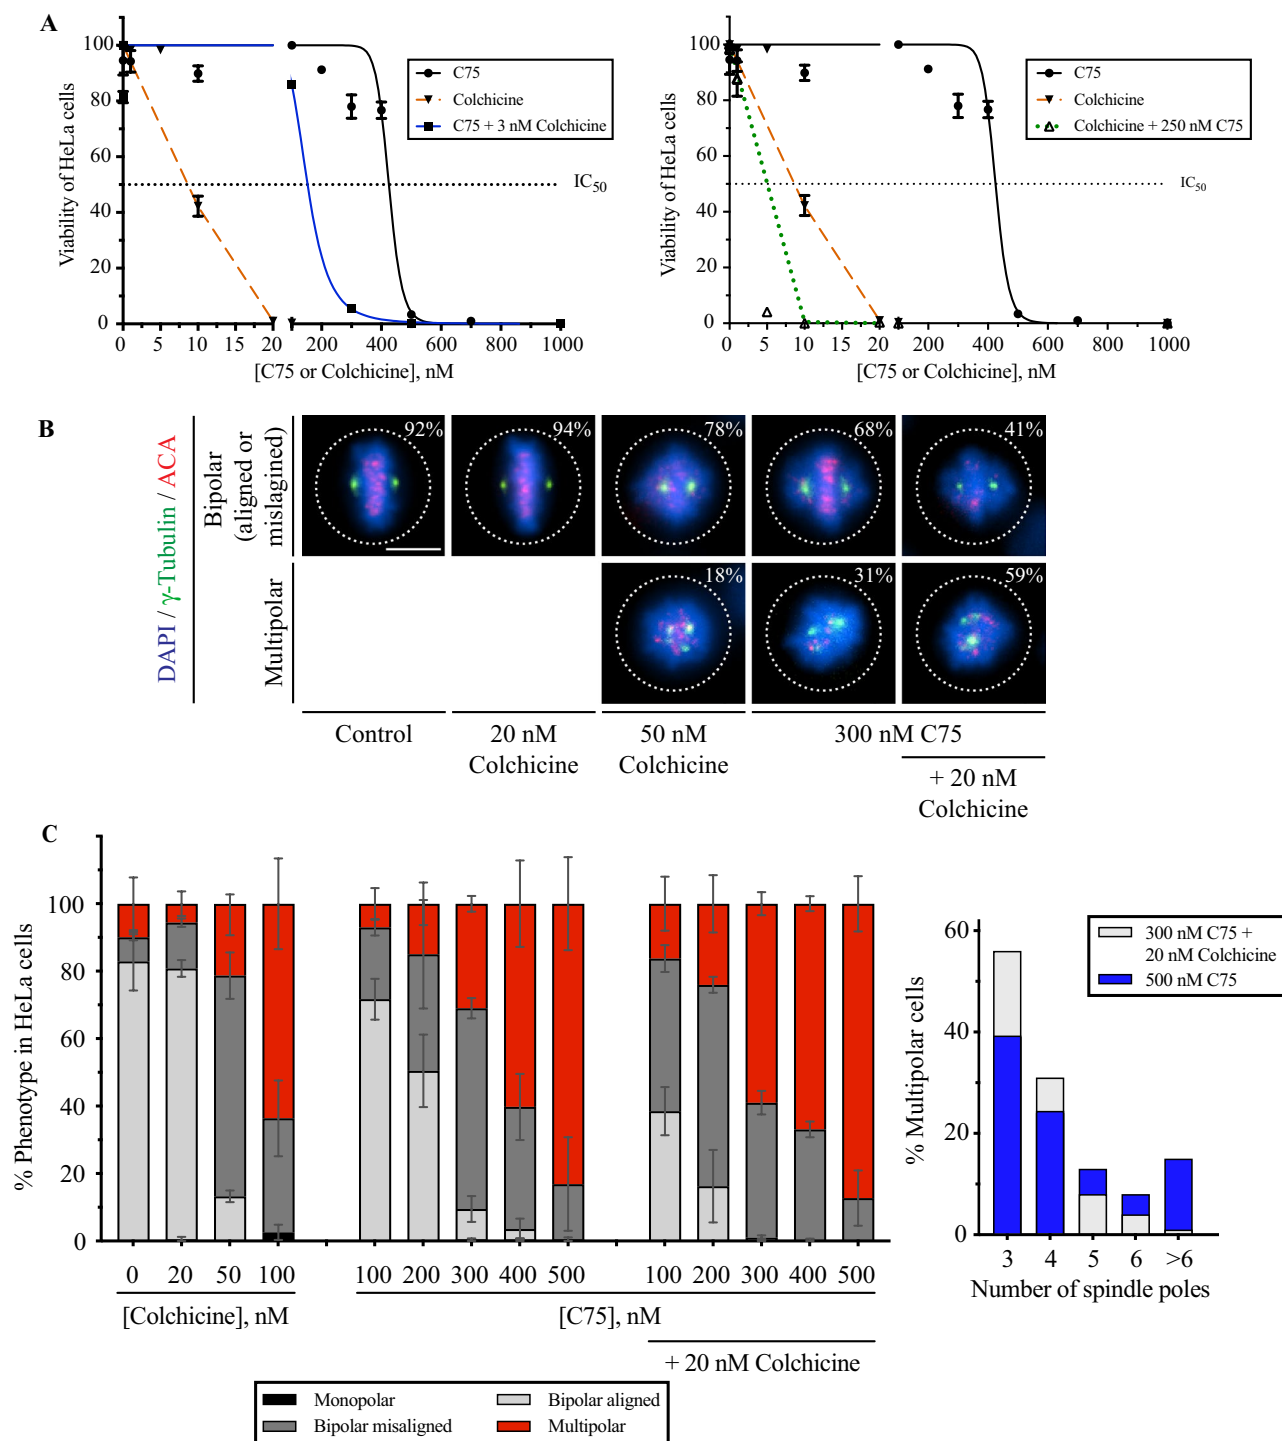 A
Viability of HeLa cells
100
80
60
40
20
0
0 5 10 15 20 200 400 600 800 1000
[C75 or Colchicine], nM
C75
Colchicine
C75 + 3 nM Colchicine
IC50
Viability of HeLa cells
100
80
60
40
20
0
0 5 10 15 20 200 400 600 800 1000
[C75 or Colchicine], nM
C75
Colchicine
Colchicine + 250 nM C75
IC50
B
DAPI / γ-Tubulin / ACA
Bipolar
(aligned or
mislagined)
Multipolar
92%
94%
78%
68%
41%
18%
31%
59%
Control
20 nM
Colchicine
50 nM
Colchicine
300 nM C75
+ 20 nM
Colchicine
C
% Phenotype in HeLa cells
100
80
60
40
20
0
0 20 50 100 100 200 300 400 500 100 200 300 400 500
[Colchicine], nM
[C75], nM
+ 20 nM Colchicine
Monopolar
Bipolar aligned
Bipolar misaligned
Multipolar
% Multipolar cells
60
40
20
0
3 4 5 6 >6
Number of spindle poles
300 nM C75 +
20 nM Colchicine
500 nM C75